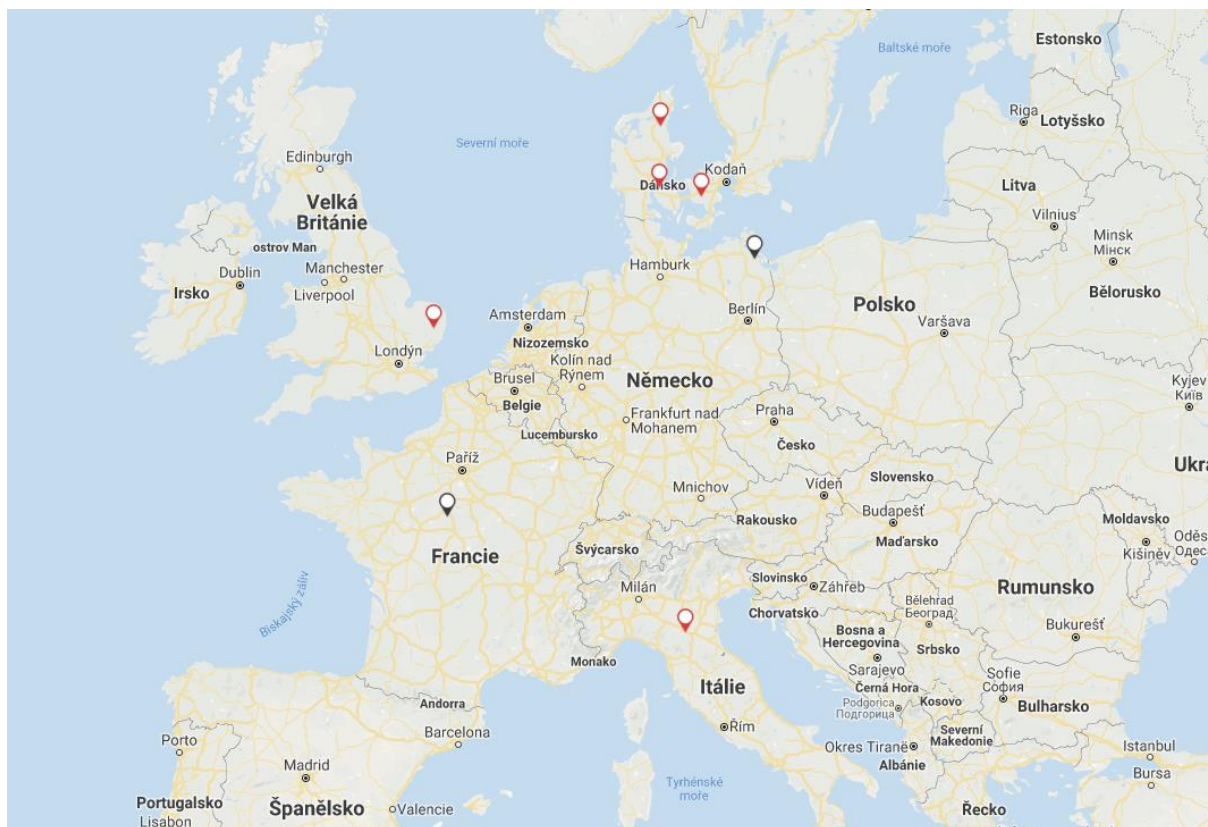 Estonsko
Baltské moře
Riga
Lotyšsko
Severní moře
Edinburgh
Kodaň
Dánsko
Litva
Velká
Británie
Vilnius
Minsk
Мінск
ostrov Man
Hamburk
Dublin
Manchester
Irsko
Liverpool
Bělorusko
Polsko
Amsterdam
Berlín
Varšava
Nizozemsko
Londýn
Kolín nad
Rýnem
Brusel
Německo
Kyjev
Київ
Belgie
Frankfurt nad
Mohanem
Praha
Lucembursko
Česko
Paříž
Slovensko
Ukra
Mnichov
Vídeň
Budapešť
Rakousko
Moldavsko
Maďarsko
Oděs
Одеса
Švýcarsko
Kišiněv
Francie
Slovinsko
Záhřeb
Rumunsko
Milán
Biskajský záliv
Chorvatsko
Bělehrad
Београд
Bosna a
Hercegovina
Bukurešť
Srbsko
Monako
Sarajevo
Sofie
София
Itálie
Černá Hora
Andorra
Podgorica
Подгорица
Kosovo
Bulharsko
Řím
Severní
Makedonie
Porto
Barcelona
Okres Tiranë
Istanbul
Albánie
Madrid
Bursa
Tyrhénské
moře
Portugalsko
Španělsko
Valencie
Řecko
Lisabon